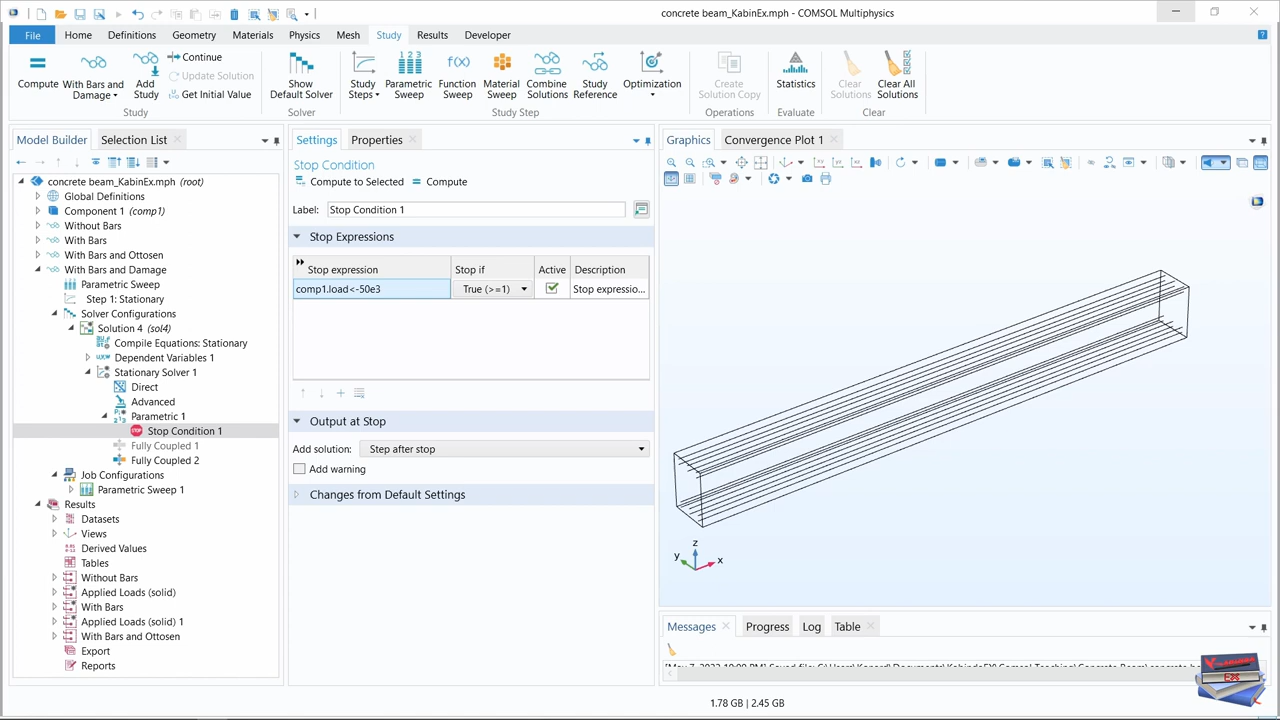 concrete beam_KabinEx.mph - COMSOL Multiphysics
File Home Definitions Geometry Materials Physics Mesh Study Results Developer
Compute
With Bars and Damage
Add Study
Continue
Update Solution
Get Initial Value
Show Default Solver
Study Steps
Parametric Sweep
Function Sweep
Material Sweep
Combine Solutions
Study Reference
Optimization
Create Solution Copy
Statistics
Clear Solutions
Clear All Solutions
Study Solver Study Step Operations Evaluate Clear
Model Builder Selection List
concrete beam_KabinEx.mph (root)
Global Definitions
Component 1 (comp1)
Without Bars
With Bars
With Bars and Ottosen
With Bars and Damage
Parametric Sweep
Step 1: Stationary
Solver Configurations
Solution 4 (sol4)
Compile Equations: Stationary
Dependent Variables 1
Stationary Solver 1
Direct
Advanced
Parametric 1
Stop Condition 1
Fully Coupled 1
Fully Coupled 2
Job Configurations
Parametric Sweep 1
Results
Datasets
Views
Derived Values
Tables
Without Bars
Applied Loads (solid)
With Bars
Applied Loads (solid) 1
With Bars and Ottosen
Export
Reports
Settings Properties
Stop Condition
Compute to Selected Compute
Label: Stop Condition 1
Stop Expressions
Stop expression Stop if Active Description
comp1.load<-50e3 True (>=1) Stop expressio...
Output at Stop
Add solution: Step after stop
Add warning
Changes from Default Settings
Graphics Convergence Plot 1
z
y
x
Messages Progress Log Table
1.78 GB | 2.45 GB